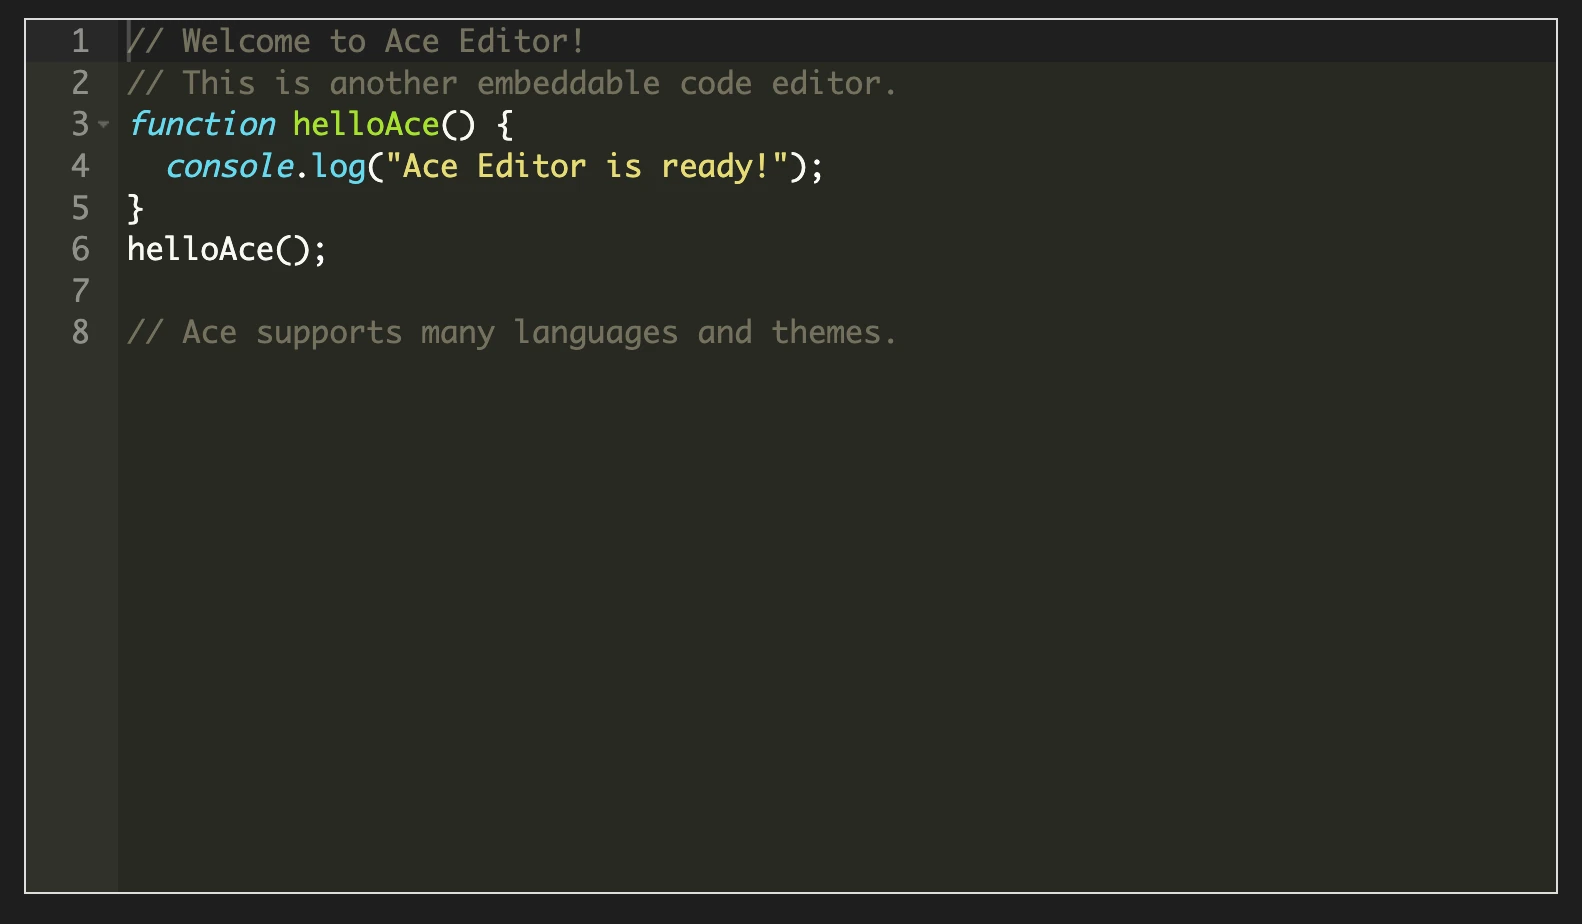 1 // Welcome to Ace Editor!
2 // This is another embeddable code editor.
3 function helloAce() {
4   console.log("Ace Editor is ready!");
5 }
6 helloAce();
7
8 // Ace supports many languages and themes.